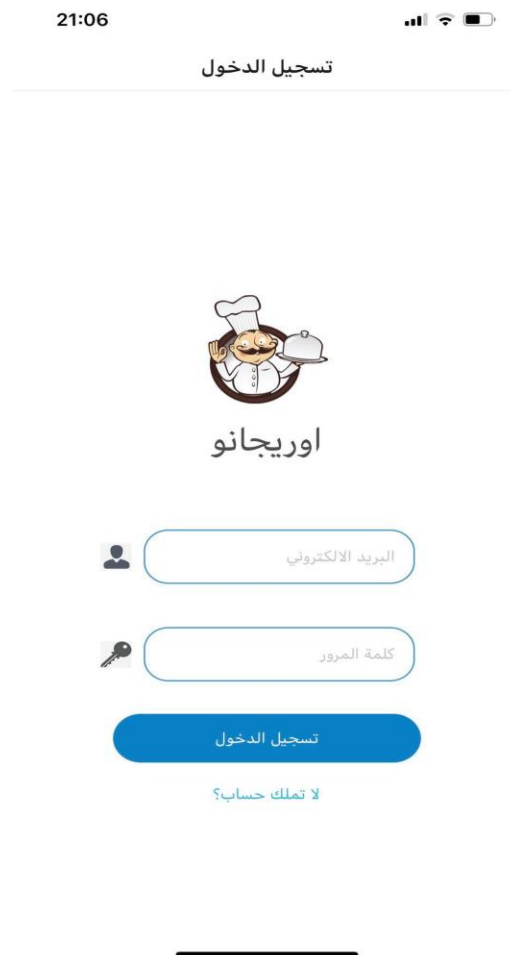 21:06
تسجيل الدخول
اوريجانو
البريد الالكتروني
كلمة المرور
تسجيل الدخول
لا تملك حساب؟